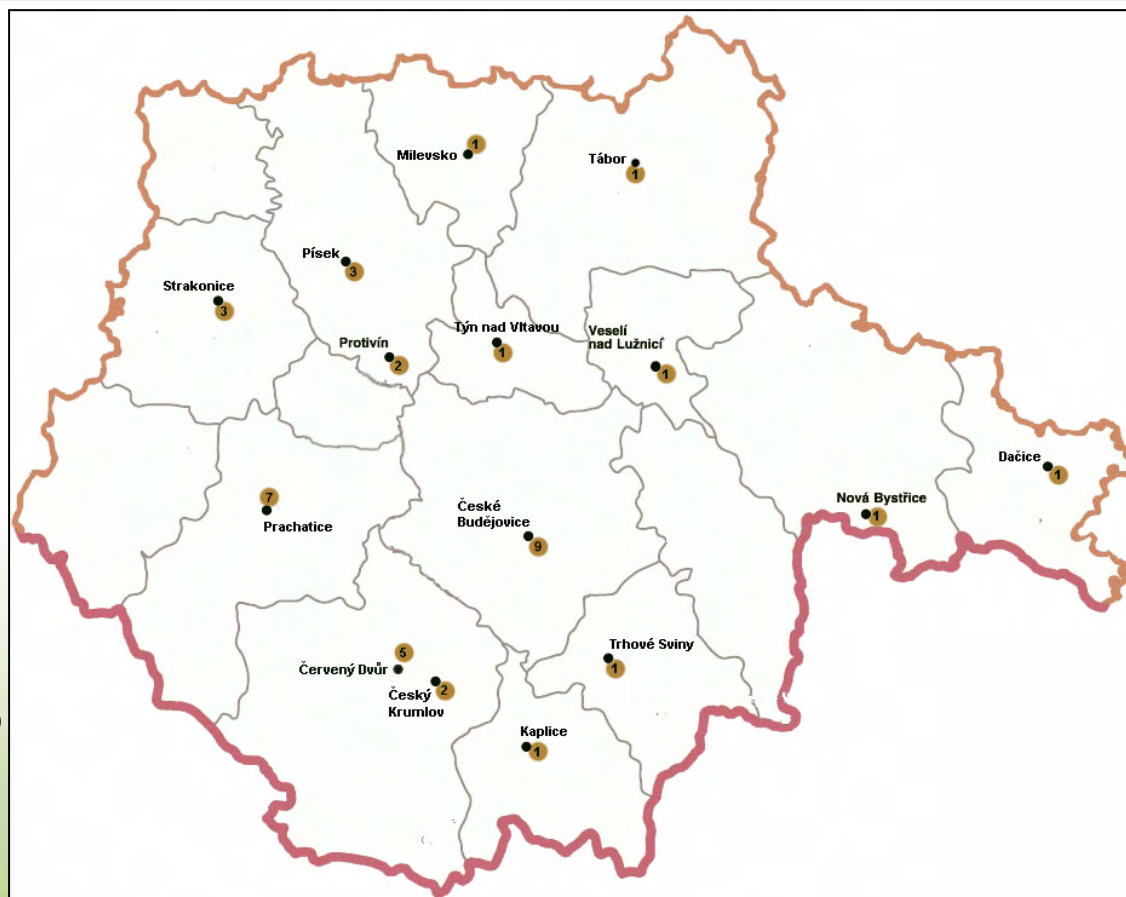 Milevsko
1
Tábor
1
Písek
3
Strakonice
3
Protivín
2
Týn nad Vltavou
1
Veselí
nad Lužnicí
1
Dačice
1
Nová Bystřice
1
7
Prachatice
České
Budějovice
9
Trhové Sviny
1
5
Červený Dvůr
Český
Krumlov
2
Kaplice
1